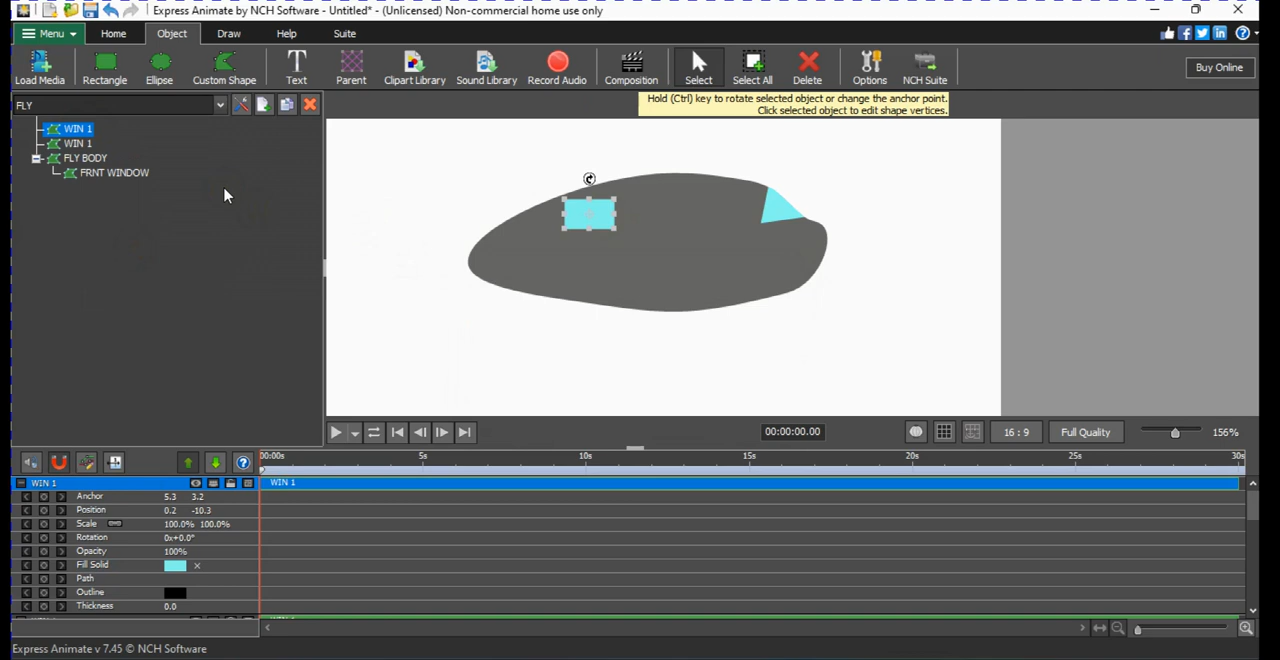 Express Animate by NCH Software - Untitled* - (Unlicensed) Non-commercial home use only
Menu Home Object Draw Help Suite
Load Media Rectangle Ellipse Custom Shape Text Parent Clipart Library Sound Library Record Audio Composition Select Select All Delete Options NCH Suite Buy Online
FLY
Hold (Ctrl) key to rotate selected object or change the anchor point.
Click selected object to edit shape vertices.
WIN 1
WIN 1
FLY BODY
FRNT WINDOW
00:00:00.00 16 : 9 Full Quality 156%
00:00s 5s 10s 15s 20s 25s 30s
WIN 1 WIN 1
Anchor 5.3 3.2
Position 0.2 -10.3
Scale 100.0% 100.0%
Rotation 0x+0.0°
Opacity 100%
Fill Solid
Path
Outline
Thickness 0.0
Express Animate v 7.45 © NCH Software